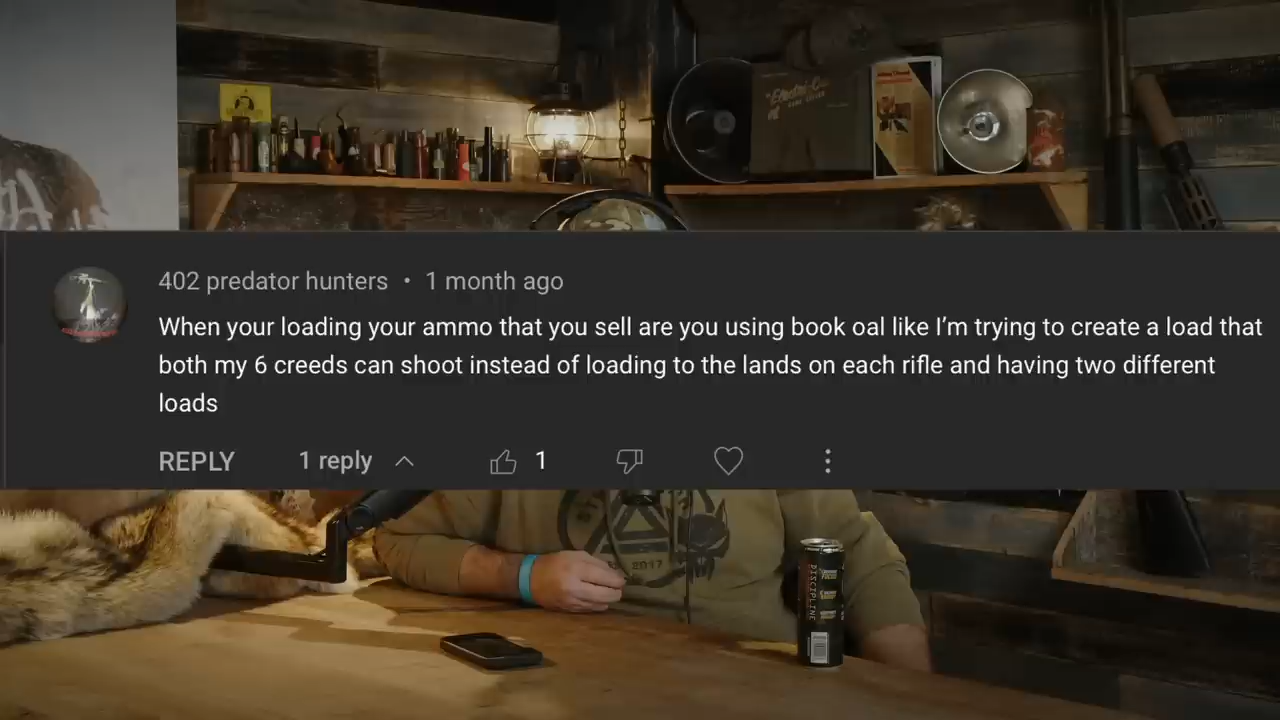 402 predator hunters • 1 month ago
When your loading your ammo that you sell are you using book oal like I’m trying to create a load that
both my 6 creeds can shoot instead of loading to the lands on each rifle and having two different
loads
REPLY 1 reply 1
2017
DISCIPLINE